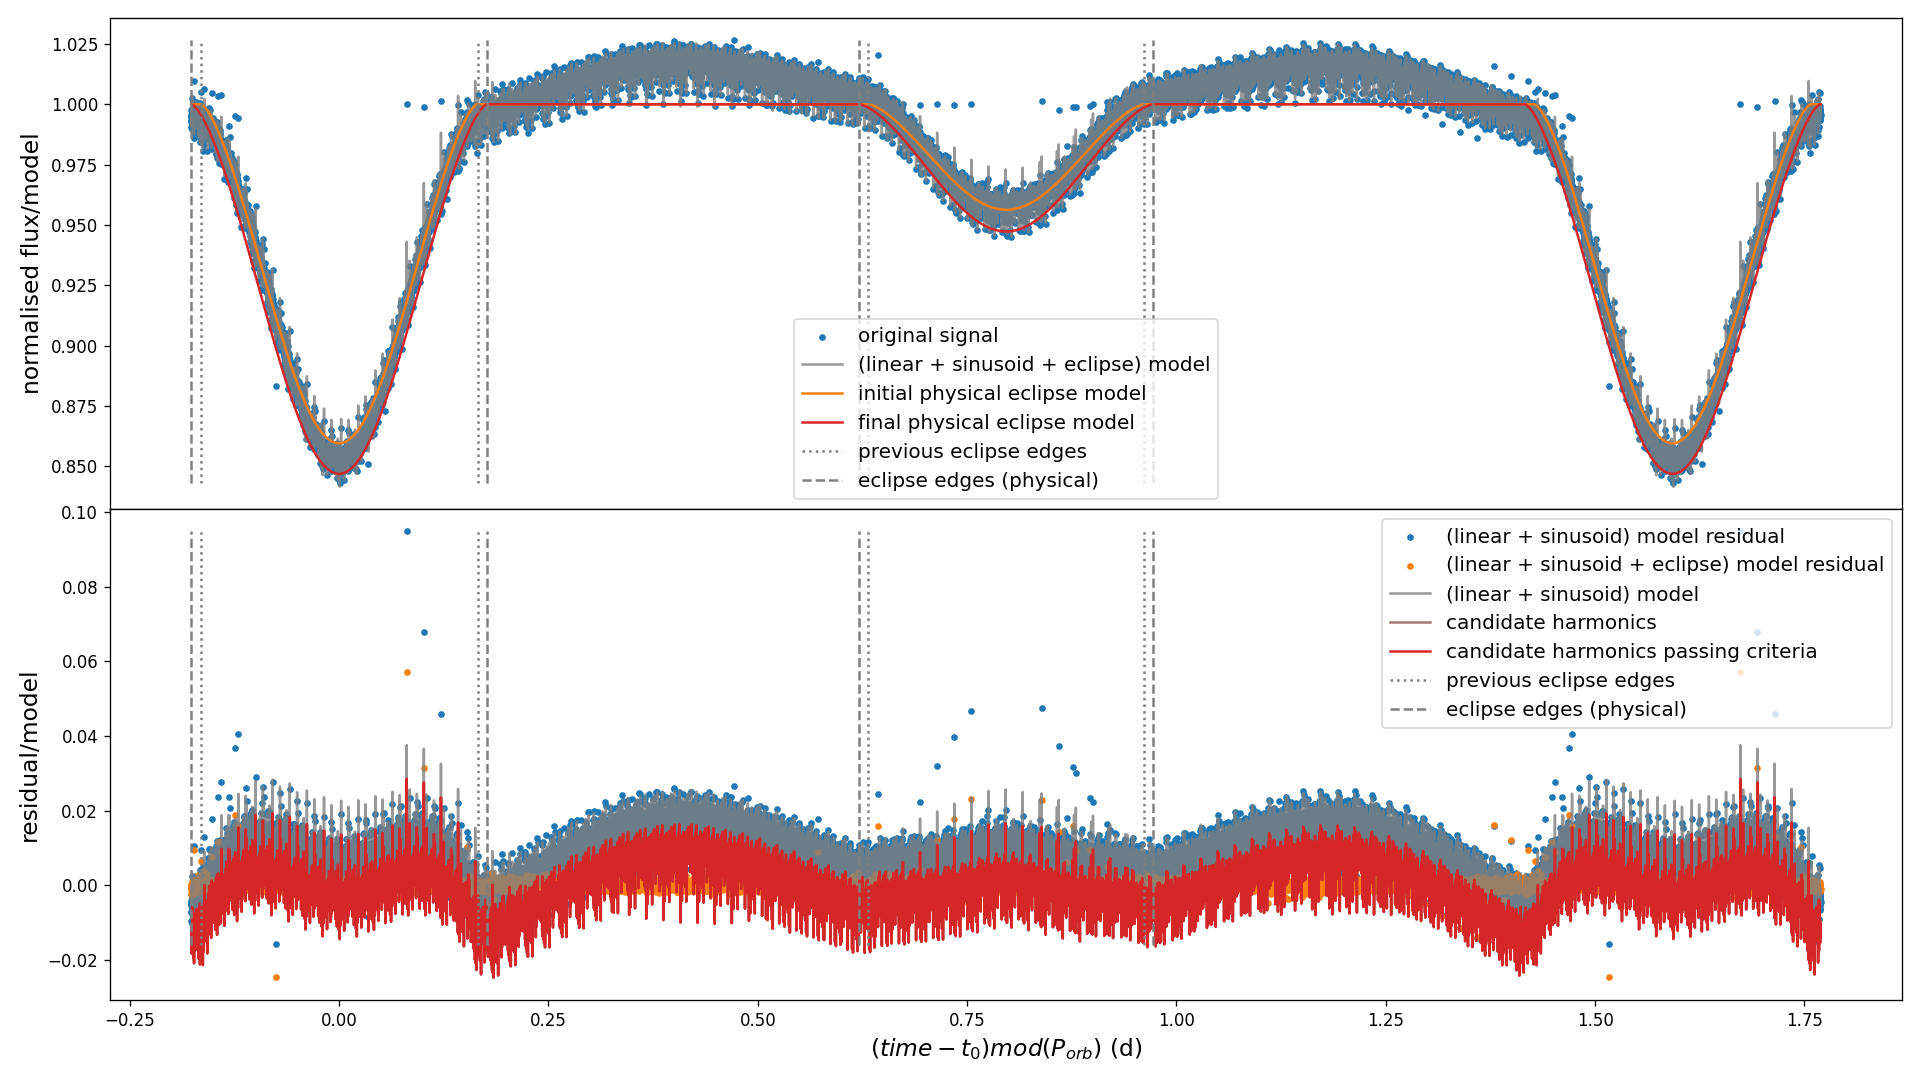 1.025
1.000
0.975
0.950
0.925
0.900
0.875
0.850
normalised flux/model
original signal
(linear + sinusoid + eclipse) model
initial physical eclipse model
final physical eclipse model
previous eclipse edges
eclipse edges (physical)
0.10
0.08
0.06
0.04
0.02
0.00
−0.02
residual/model
(linear + sinusoid) model residual
(linear + sinusoid + eclipse) model residual
(linear + sinusoid) model
candidate harmonics
candidate harmonics passing criteria
previous eclipse edges
eclipse edges (physical)
−0.25 0.00 0.25 0.50 0.75 1.00 1.25 1.50 1.75
(time − t₀)mod(P_orb) (d)